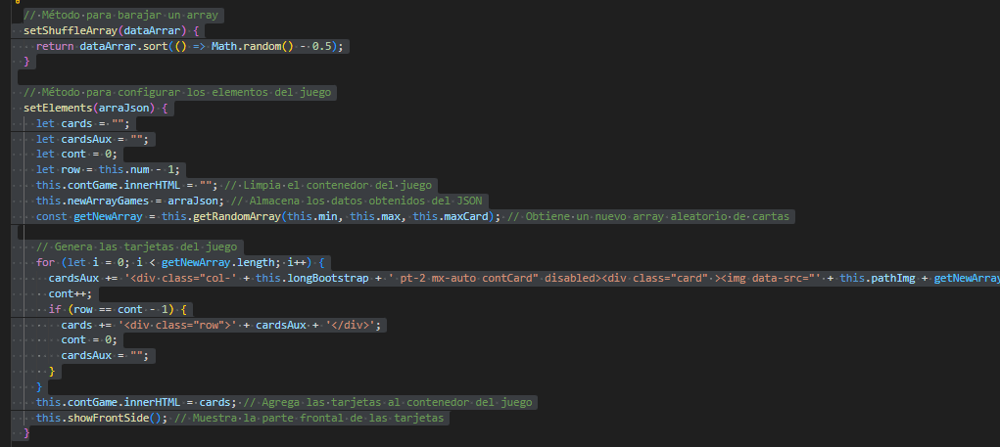 // Método para barajar un array
setShuffleArray(dataArrar) {
return dataArrar.sort(() => Math.random() - 0.5);
}
// Método para configurar los elementos del juego
setElements(arraJson) {
let cards = "";
let cardsAux = "";
let cont = 0;
let row = this.num - 1;
this.contGame.innerHTML = ""; // Limpia el contenedor del juego
this.newArrayGames = arraJson; // Almacena los datos obtenidos del JSON
const getNewArray = this.getRandomArray(this.min, this.max, this.maxCard); // Obtiene un nuevo array aleatorio de cartas
// Genera las tarjetas del juego
for (let i = 0; i < getNewArray.length; i++) {
cardsAux += '<div class="col-' + this.longBootstrap + ' pt-2 mx-auto contCard" disabled><div class="card" ><img data-src="' + this.pathImg + getNewArray
cont++;
if (row == cont - 1) {
cards += '<div class="row">' + cardsAux + '</div>';
cont = 0;
cardsAux = "";
}
}
this.contGame.innerHTML = cards; // Agrega las tarjetas al contenedor del juego
this.showFrontSide(); // Muestra la parte frontal de las tarjetas
}